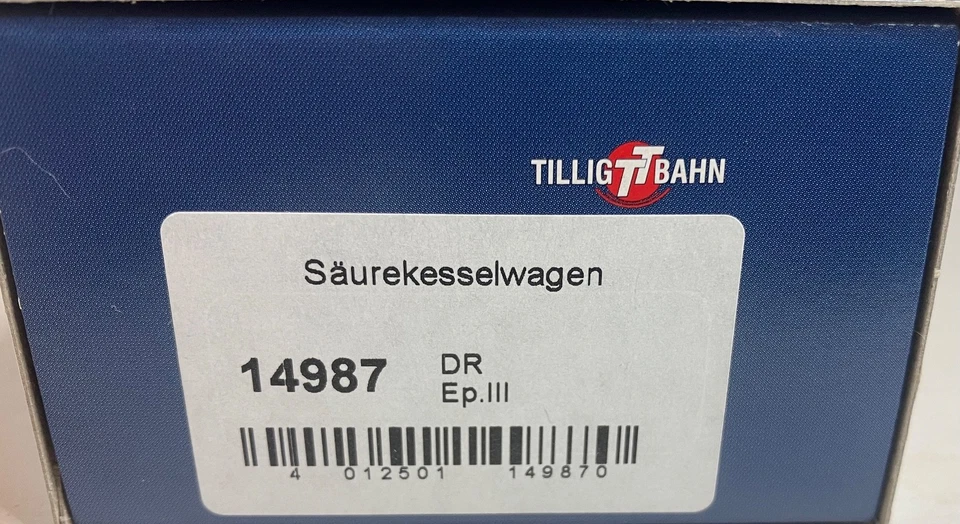 TILLIG TT BAHN
Säurekesselwagen
14987 DR
Ep.III
4 012501 149870